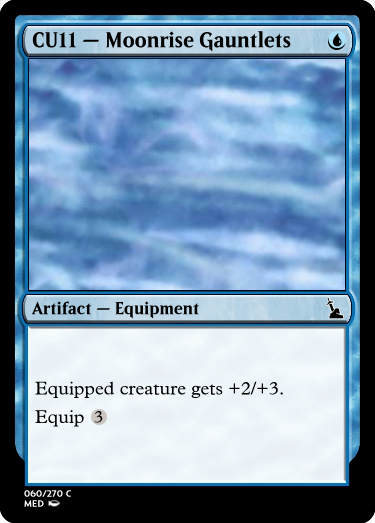 CU11 — Moonrise Gauntlets
Artifact — Equipment
Equipped creature gets +2/+3.
Equip 3
060/270 C
MED